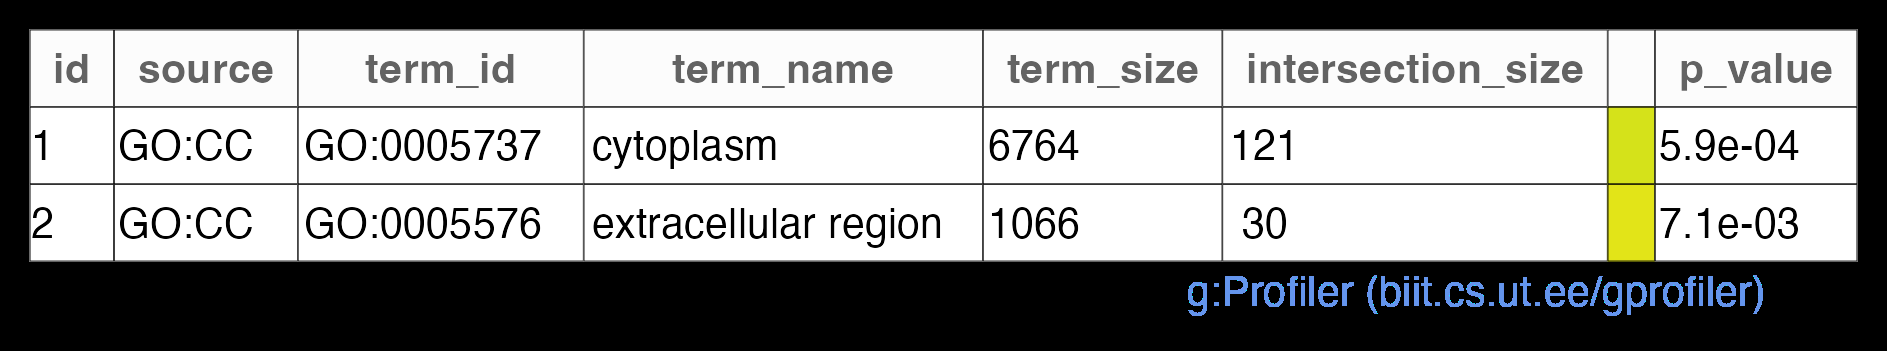 id source term_id term_name term_size intersection_size p_value
1 GO:CC GO:0005737 cytoplasm 6764 121 5.9e-04
2 GO:CC GO:0005576 extracellular region 1066 30 7.1e-03
g:Profiler (biit.cs.ut.ee/gprofiler)